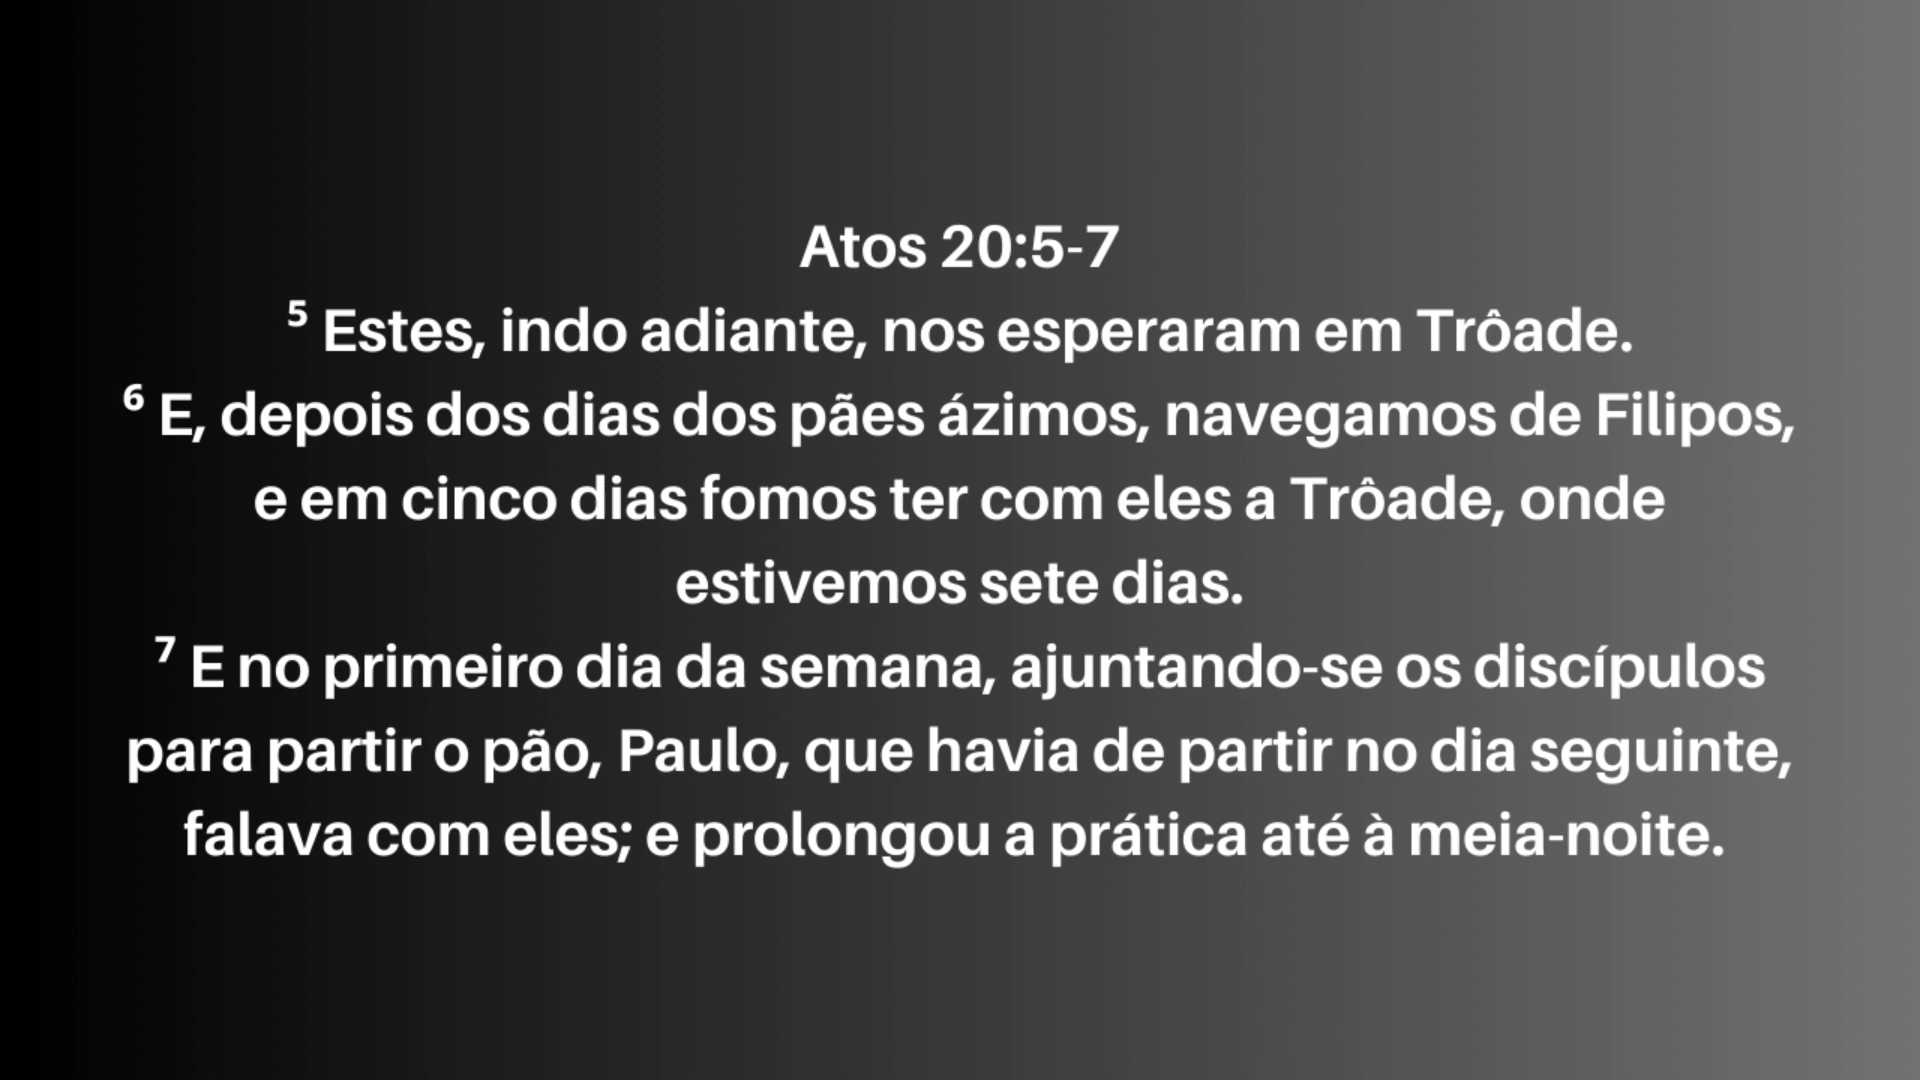 Atos 20:5-7
⁵ Estes, indo adiante, nos esperaram em Trôade.
⁶ E, depois dos dias dos pães ázimos, navegamos de Filipos,
e em cinco dias fomos ter com eles a Trôade, onde
estivemos sete dias.
⁷ E no primeiro dia da semana, ajuntando-se os discípulos
para partir o pão, Paulo, que havia de partir no dia seguinte,
falava com eles; e prolongou a prática até à meia-noite.